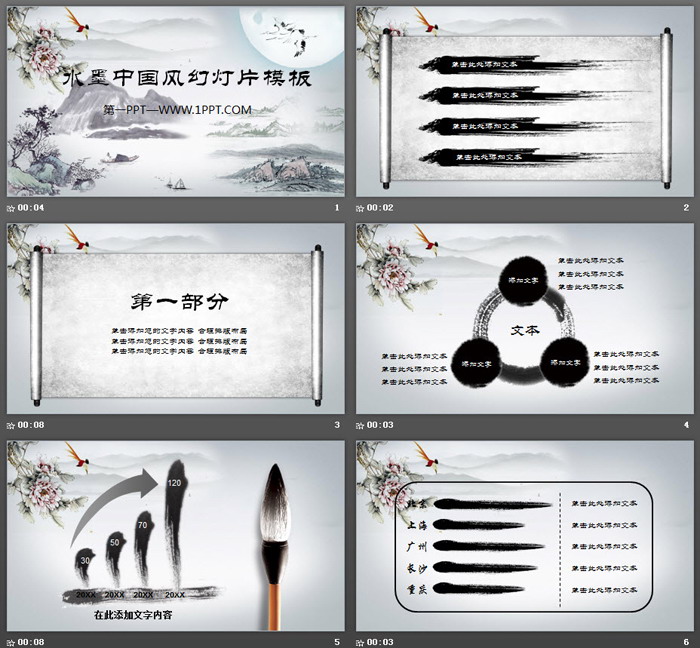 水墨中国风幻灯片模板
第一PPT—WWW.1PPT.COM
00:04
1
单击此处添加文本
单击此处添加文本
单击此处添加文本
单击此处添加文本
00:02
2
第一部分
单击添加您的文字内容 合理排版布局
单击添加您的文字内容 合理排版布局
单击添加您的文字内容 合理排版布局
00:08
3
添加文字
单击此处添加文本
单击此处添加文本
单击此处添加文本
文本
单击此处添加文本
单击此处添加文本
单击此处添加文本
添加文字
添加文字
单击此处添加文本
单击此处添加文本
单击此处添加文本
00:03
4
30
50
70
120
20XX 20XX 20XX 20XX
在此添加文字内容
00:08
5
北京 单击此处添加文本
上海 单击此处添加文本
广州 单击此处添加文本
长沙 单击此处添加文本
重庆 单击此处添加文本
00:03
6